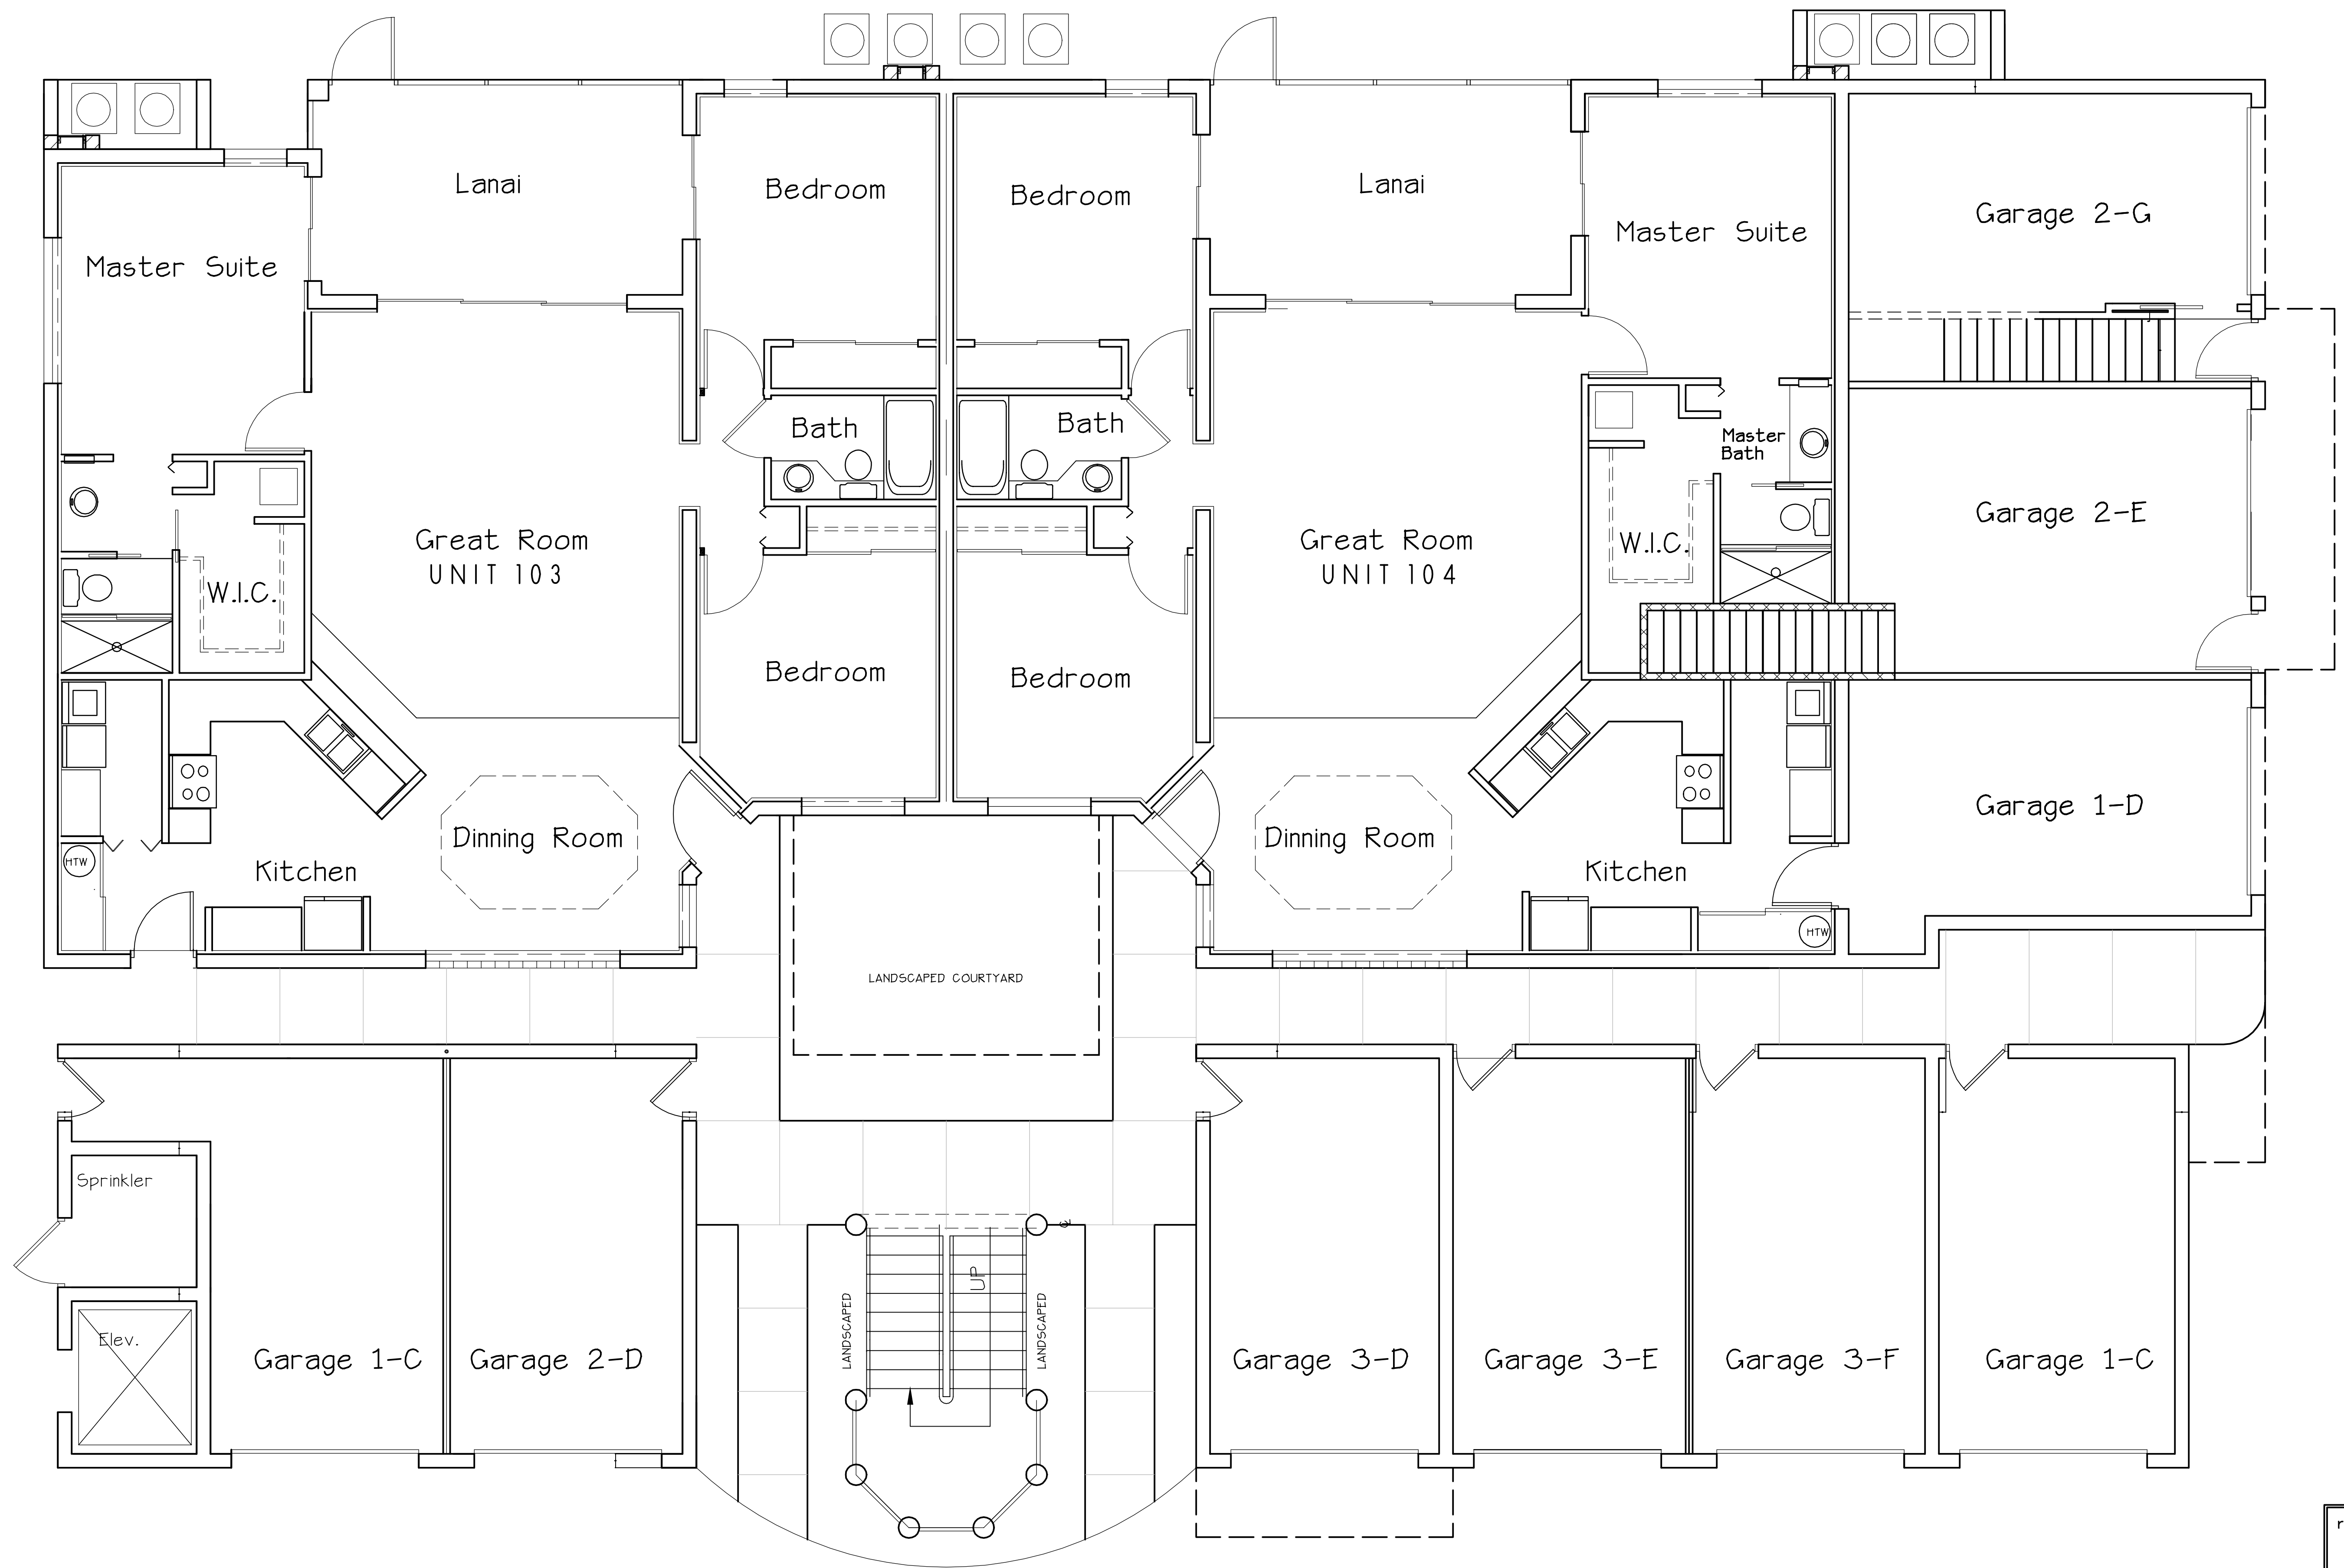 Lanai
Bedroom
Bedroom
Lanai
Master Suite
Garage 2-G
Master Suite
Bath
Bath
Master
Bath
Garage 2-E
Great Room
UNIT 103
Great Room
UNIT 104
W.I.C.
W.I.C.
Bedroom
Bedroom
Garage 1-D
Dinning Room
Dinning Room
HTW
Kitchen
Kitchen
HTW
LANDSCAPED COURTYARD
Sprinkler
UP
LANDSCAPED
LANDSCAPED
Elev.
Garage 1-C
Garage 2-D
Garage 3-D
Garage 3-E
Garage 3-F
Garage 1-C